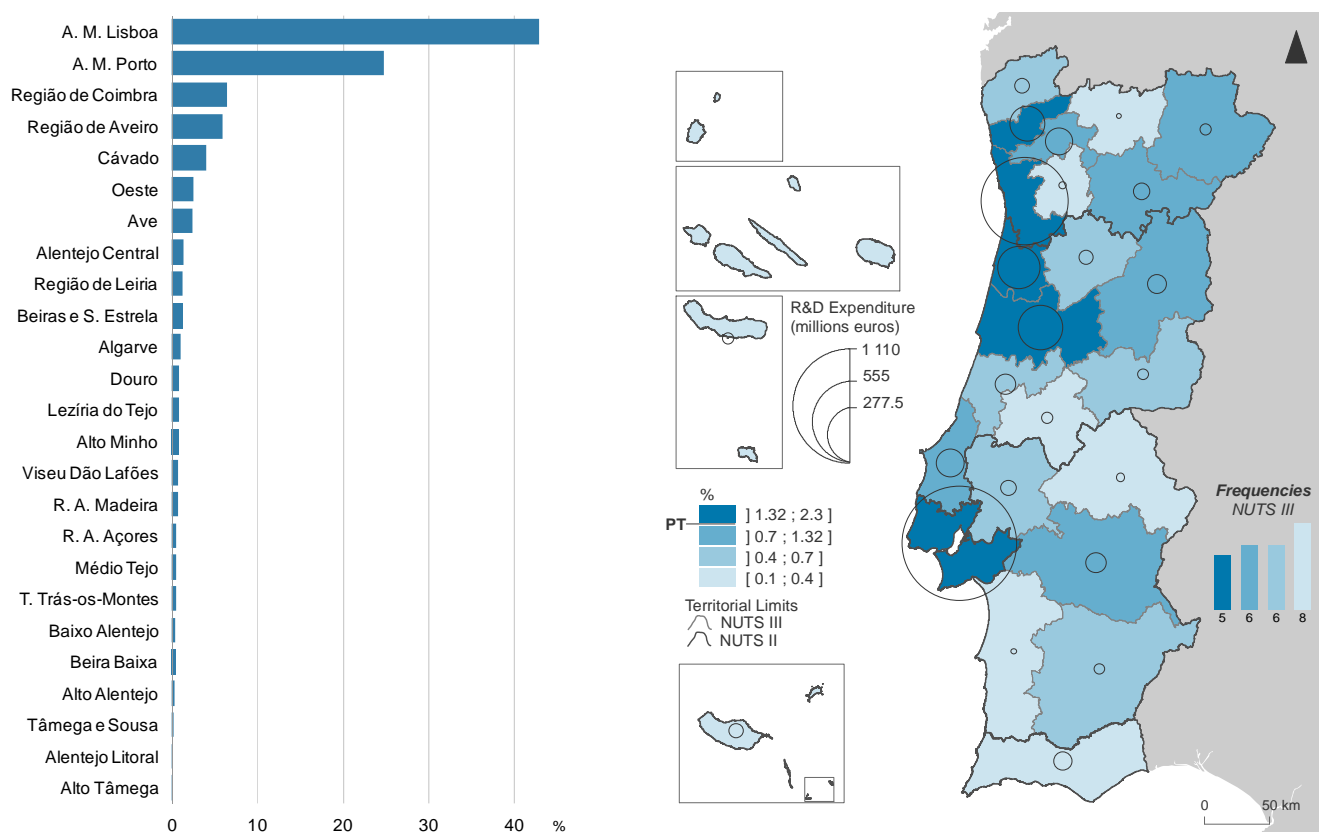 A. M. Lisboa
A. M. Porto
Região de Coimbra
Região de Aveiro
Cávado
Oeste
Ave
Alentejo Central
Região de Leiria
Beiras e S. Estrela
Algarve
Douro
Lezíria do Tejo
Alto Minho
Viseu Dão Lafões
R. A. Madeira
R. A. Açores
Médio Tejo
T. Trás-os-Montes
Baixo Alentejo
Beira Baixa
Alto Alentejo
Tâmega e Sousa
Alentejo Litoral
Alto Tâmega
0 10 20 30 40 %
R&D Expenditure
(millions euros)
1 110
555
277.5
%
] 1.32 ; 2.3 ]
PT
] 0.7 ; 1.32 ]
] 0.4 ; 0.7 ]
[ 0.1 ; 0.4 ]
Territorial Limits
NUTS III
NUTS II
Frequencies
NUTS III
5 6 6 8
0 50 km